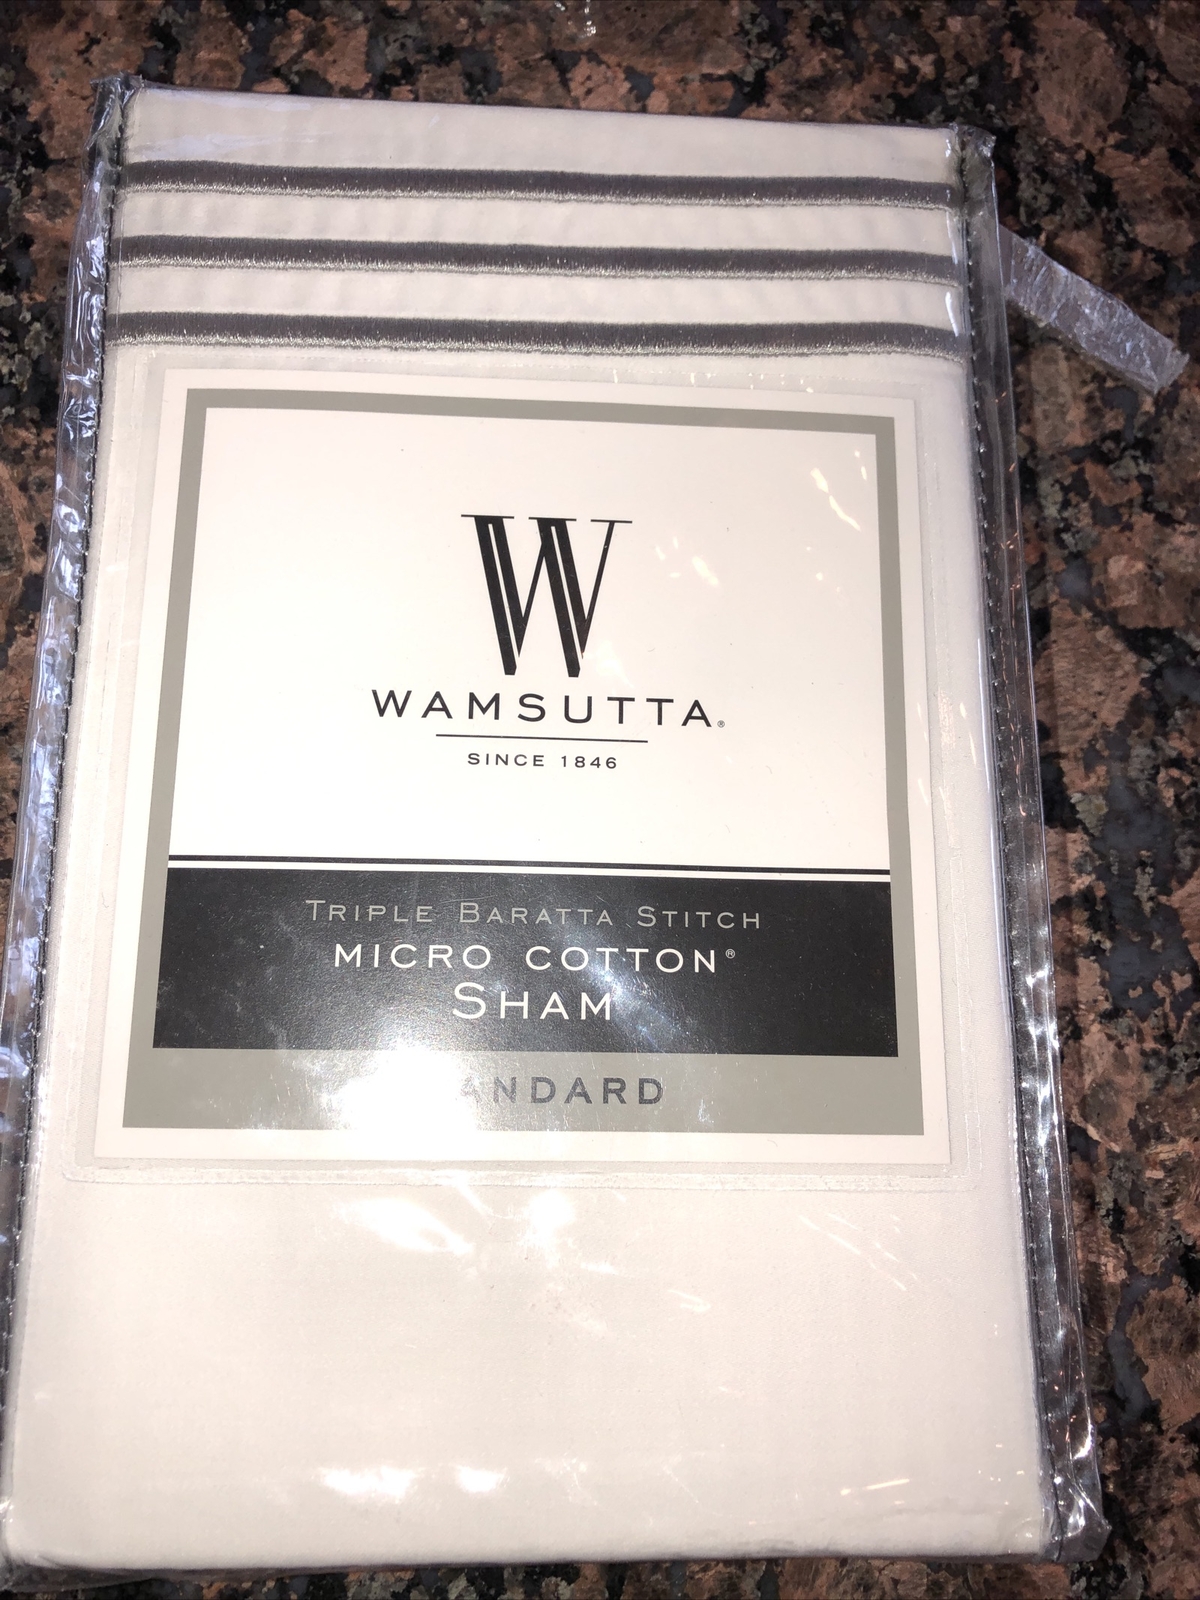 W
WAMSUTTA®
SINCE 1846
TRIPLE BARATTA STITCH
MICRO COTTON®
SHAM
ANDARD